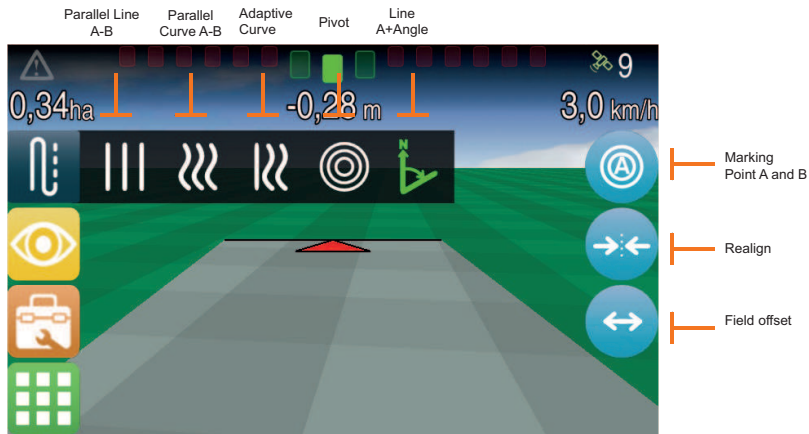 Parallel Line
A-B
Parallel
Curve A-B
Adaptive
Curve
Pivot
Line
A+Angle
9
0,34ha
-0,28 m
3,0 km/h
N
A
Marking
Point A and B
Realign
Field offset